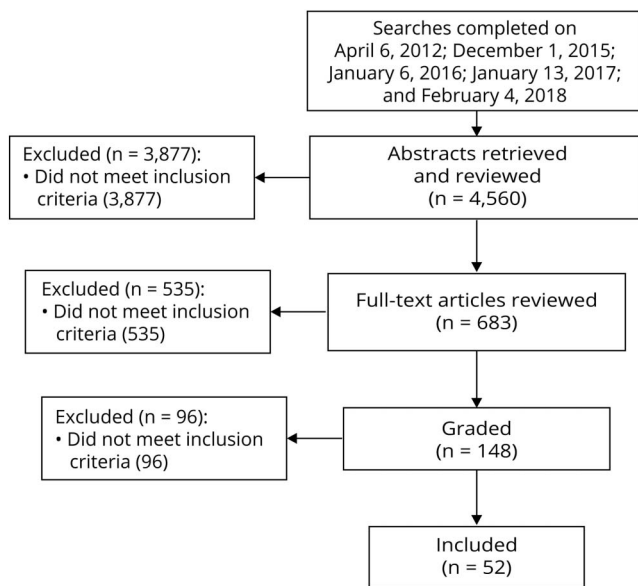 Searches completed on
April 6, 2012; December 1, 2015;
January 6, 2016; January 13, 2017;
and February 4, 2018
Excluded (n = 3,877):
• Did not meet inclusion
criteria (3,877)
Abstracts retrieved
and reviewed
(n = 4,560)
Excluded (n = 535):
• Did not meet inclusion
criteria (535)
Full-text articles reviewed
(n = 683)
Excluded (n = 96):
• Did not meet inclusion
criteria (96)
Graded
(n = 148)
Included
(n = 52)